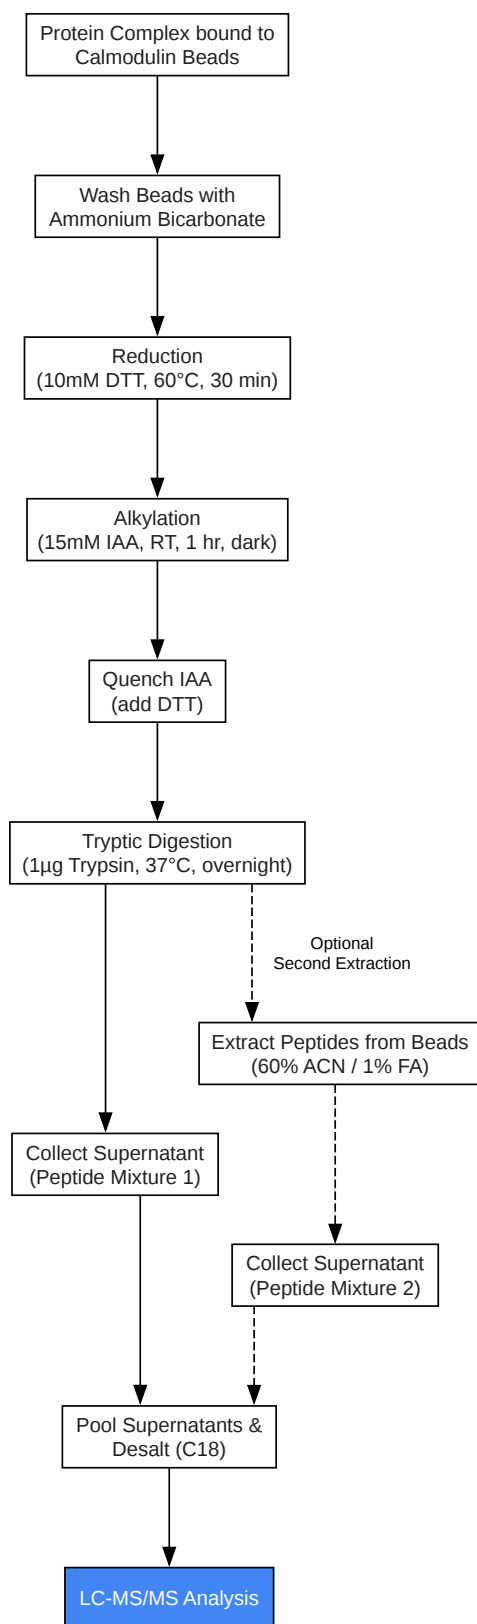 Protein Complex bound to
Calmodulin Beads
Wash Beads with
Ammonium Bicarbonate
Reduction
(10mM DTT, 60°C, 30 min)
Alkylation
(15mM IAA, RT, 1 hr, dark)
Quench IAA
(add DTT)
Tryptic Digestion
(1µg Trypsin, 37°C, overnight)
Optional
Second Extraction
Extract Peptides from Beads
(60% ACN / 1% FA)
Collect Supernatant
(Peptide Mixture 1)
Collect Supernatant
(Peptide Mixture 2)
Pool Supernatants &
Desalt (C18)
LC-MS/MS Analysis